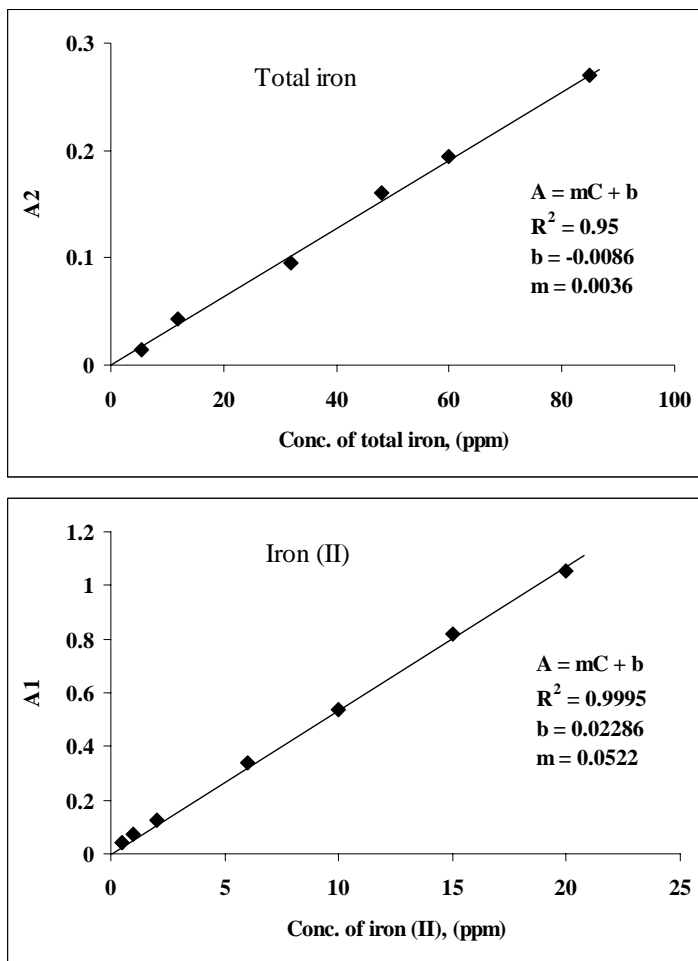 Total iron
0.3
0.2
0.1
0
A2
A = mC + b
R² = 0.95
b = -0.0086
m = 0.0036
0 20 40 60 80 100
Conc. of total iron, (ppm)
Iron (II)
1.2
1
0.8
0.6
0.4
0.2
0
A1
A = mC + b
R² = 0.9995
b = 0.02286
m = 0.0522
0 5 10 15 20 25
Conc. of iron (II), (ppm)